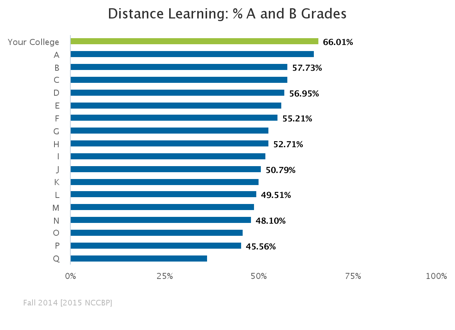 Distance Learning: % A and B Grades
Your College 66.01%
A
B 57.73%
C
D 56.95%
E
F 55.21%
G
H 52.71%
I
J 50.79%
K
L 49.51%
M
N 48.10%
O
P 45.56%
Q
0% 25% 50% 75% 100%
Fall 2014 [2015 NCCBP]